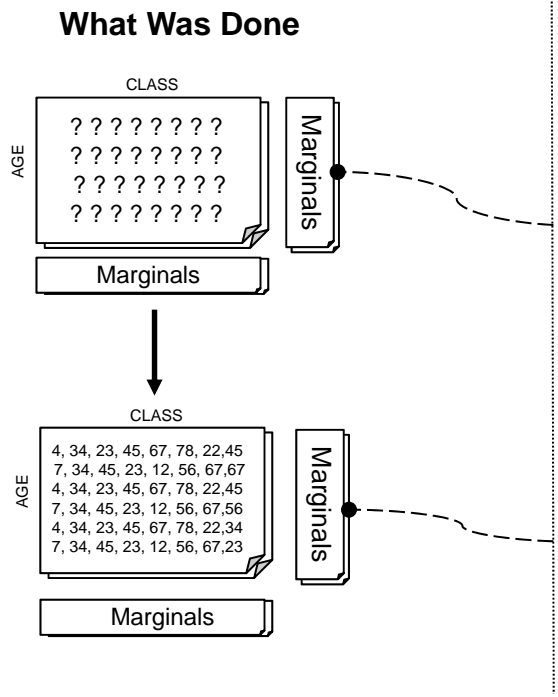 What Was Done
CLASS
AGE
? ? ? ? ? ? ? ?
? ? ? ? ? ? ? ?
? ? ? ? ? ? ? ?
? ? ? ? ? ? ? ?
Marginals
Marginals
CLASS
AGE
4, 34, 23, 45, 67, 78, 22,45
7, 34, 45, 23, 12, 56, 67,67
4, 34, 23, 45, 67, 78, 22,45
7, 34, 45, 23, 12, 56, 67,56
4, 34, 23, 45, 67, 78, 22,34
7, 34, 45, 23, 12, 56, 67,23
Marginals
Marginals